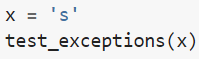 x = 's'
test_exceptions(x)